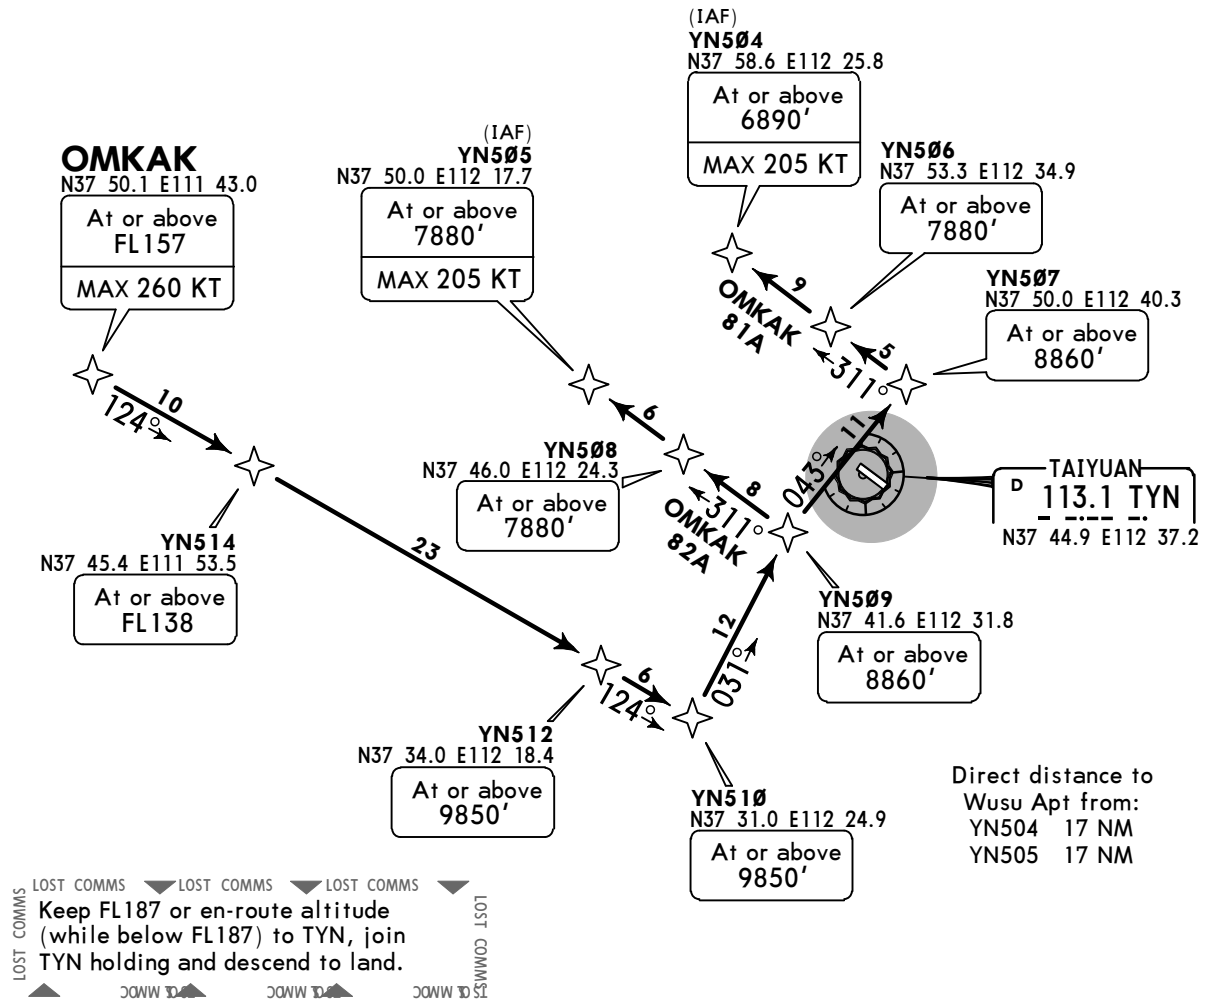 (IAF)
YN5Ø4
N37 58.6 E112 25.8
At or above
6890'
MAX 205 KT
(IAF)
YN5Ø5
N37 50.0 E112 17.7
At or above
7880'
MAX 205 KT
OMKAK
N37 50.1 E111 43.0
At or above
FL157
MAX 260 KT
YN5Ø6
N37 53.3 E112 34.9
At or above
7880'
YN5Ø7
N37 50.0 E112 40.3
At or above
8860'
9
OMKAK
81A
5
311°
10
124°
6
8
311°
OMKAK
82A
11
043°
YN5Ø8
N37 46.0 E112 24.3
At or above
7880'
TAIYUAN
D 113.1 TYN
N37 44.9 E112 37.2
YN514
N37 45.4 E111 53.5
At or above
FL138
23
YN5Ø9
N37 41.6 E112 31.8
At or above
8860'
12
031°
6
124°
YN512
N37 34.0 E112 18.4
At or above
9850'
YN51Ø
N37 31.0 E112 24.9
At or above
9850'
Direct distance to
Wusu Apt from:
YN504 17 NM
YN505 17 NM
LOST COMMS LOST COMMS LOST COMMS
LOST COMMS
Keep FL187 or en-route altitude
(while below FL187) to TYN, join
TYN holding and descend to land.
LOST COMMS